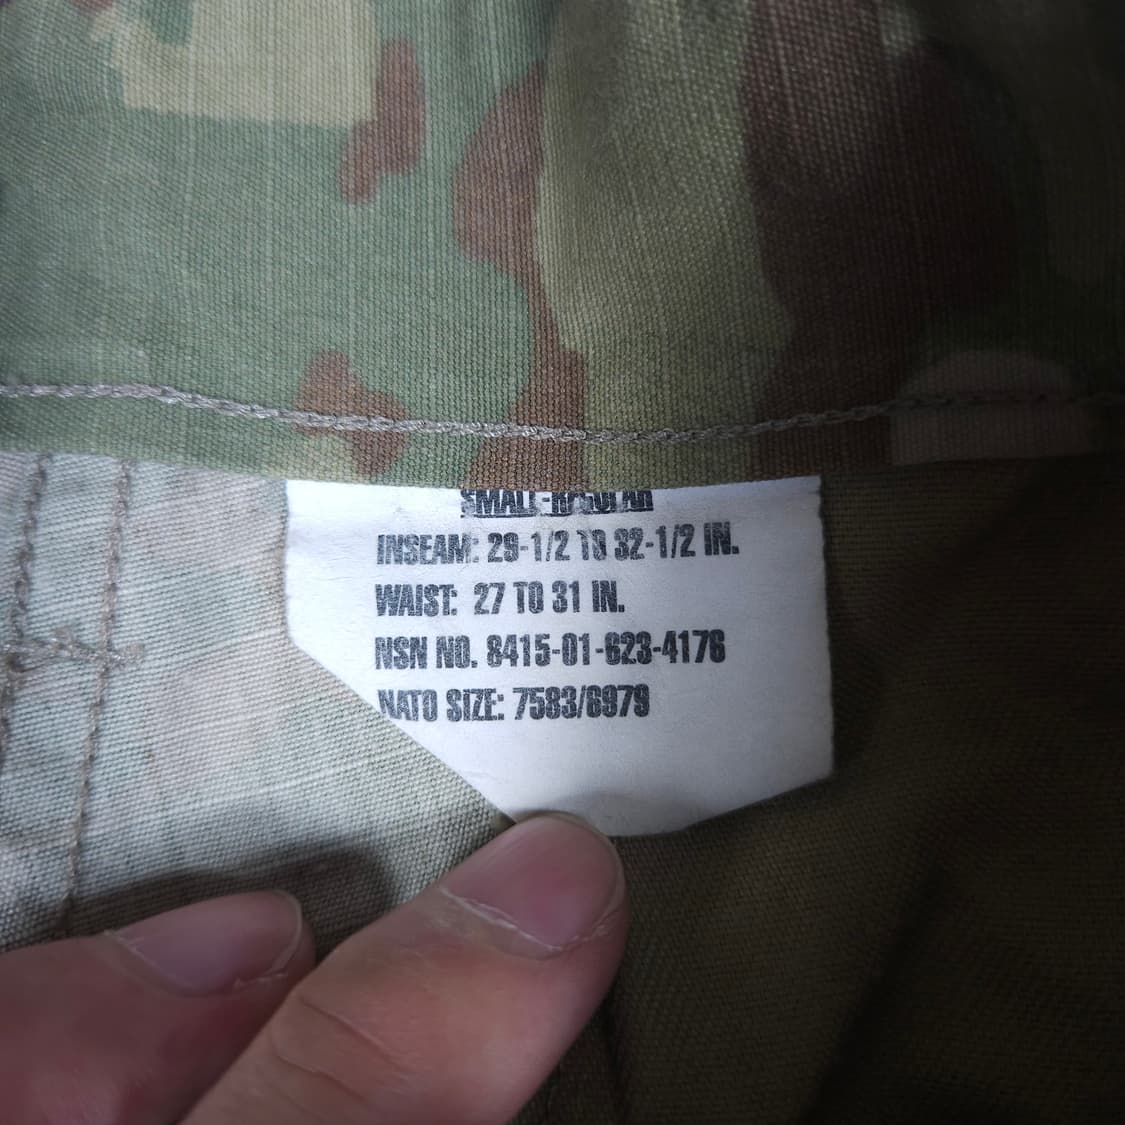 SMALL-REGULAR
INSEAM: 29-1/2 TO 32-1/2 IN.
WAIST: 27 TO 31 IN.
NSN NO. 8415-01-623-4176
NATO SIZE: 7583/6979